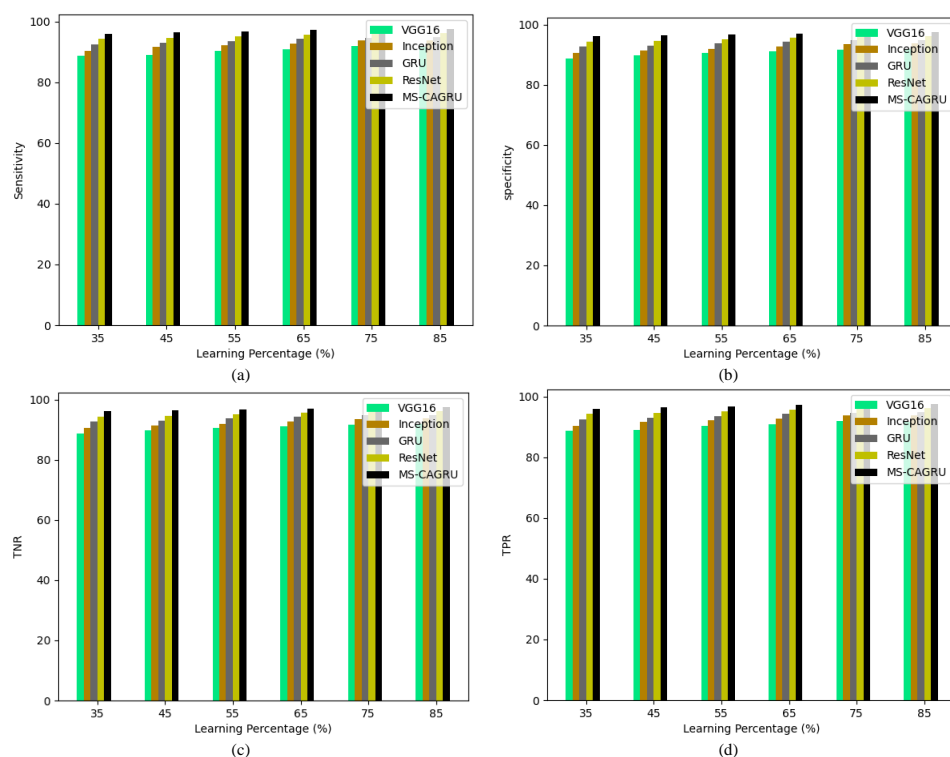 100
80
60
40
20
0
Sensitivity
VGG16
Inception
GRU
ResNet
MS-CAGRU
35 45 55 65 75 85
Learning Percentage (%)
(a)
100
80
60
40
20
0
specificity
VGG16
Inception
GRU
ResNet
MS-CAGRU
35 45 55 65 75 85
Learning Percentage (%)
(b)
100
80
60
40
20
0
TNR
VGG16
Inception
GRU
ResNet
MS-CAGRU
35 45 55 65 75 85
Learning Percentage (%)
(c)
100
80
60
40
20
0
TPR
VGG16
Inception
GRU
ResNet
MS-CAGRU
35 45 55 65 75 85
Learning Percentage (%)
(d)